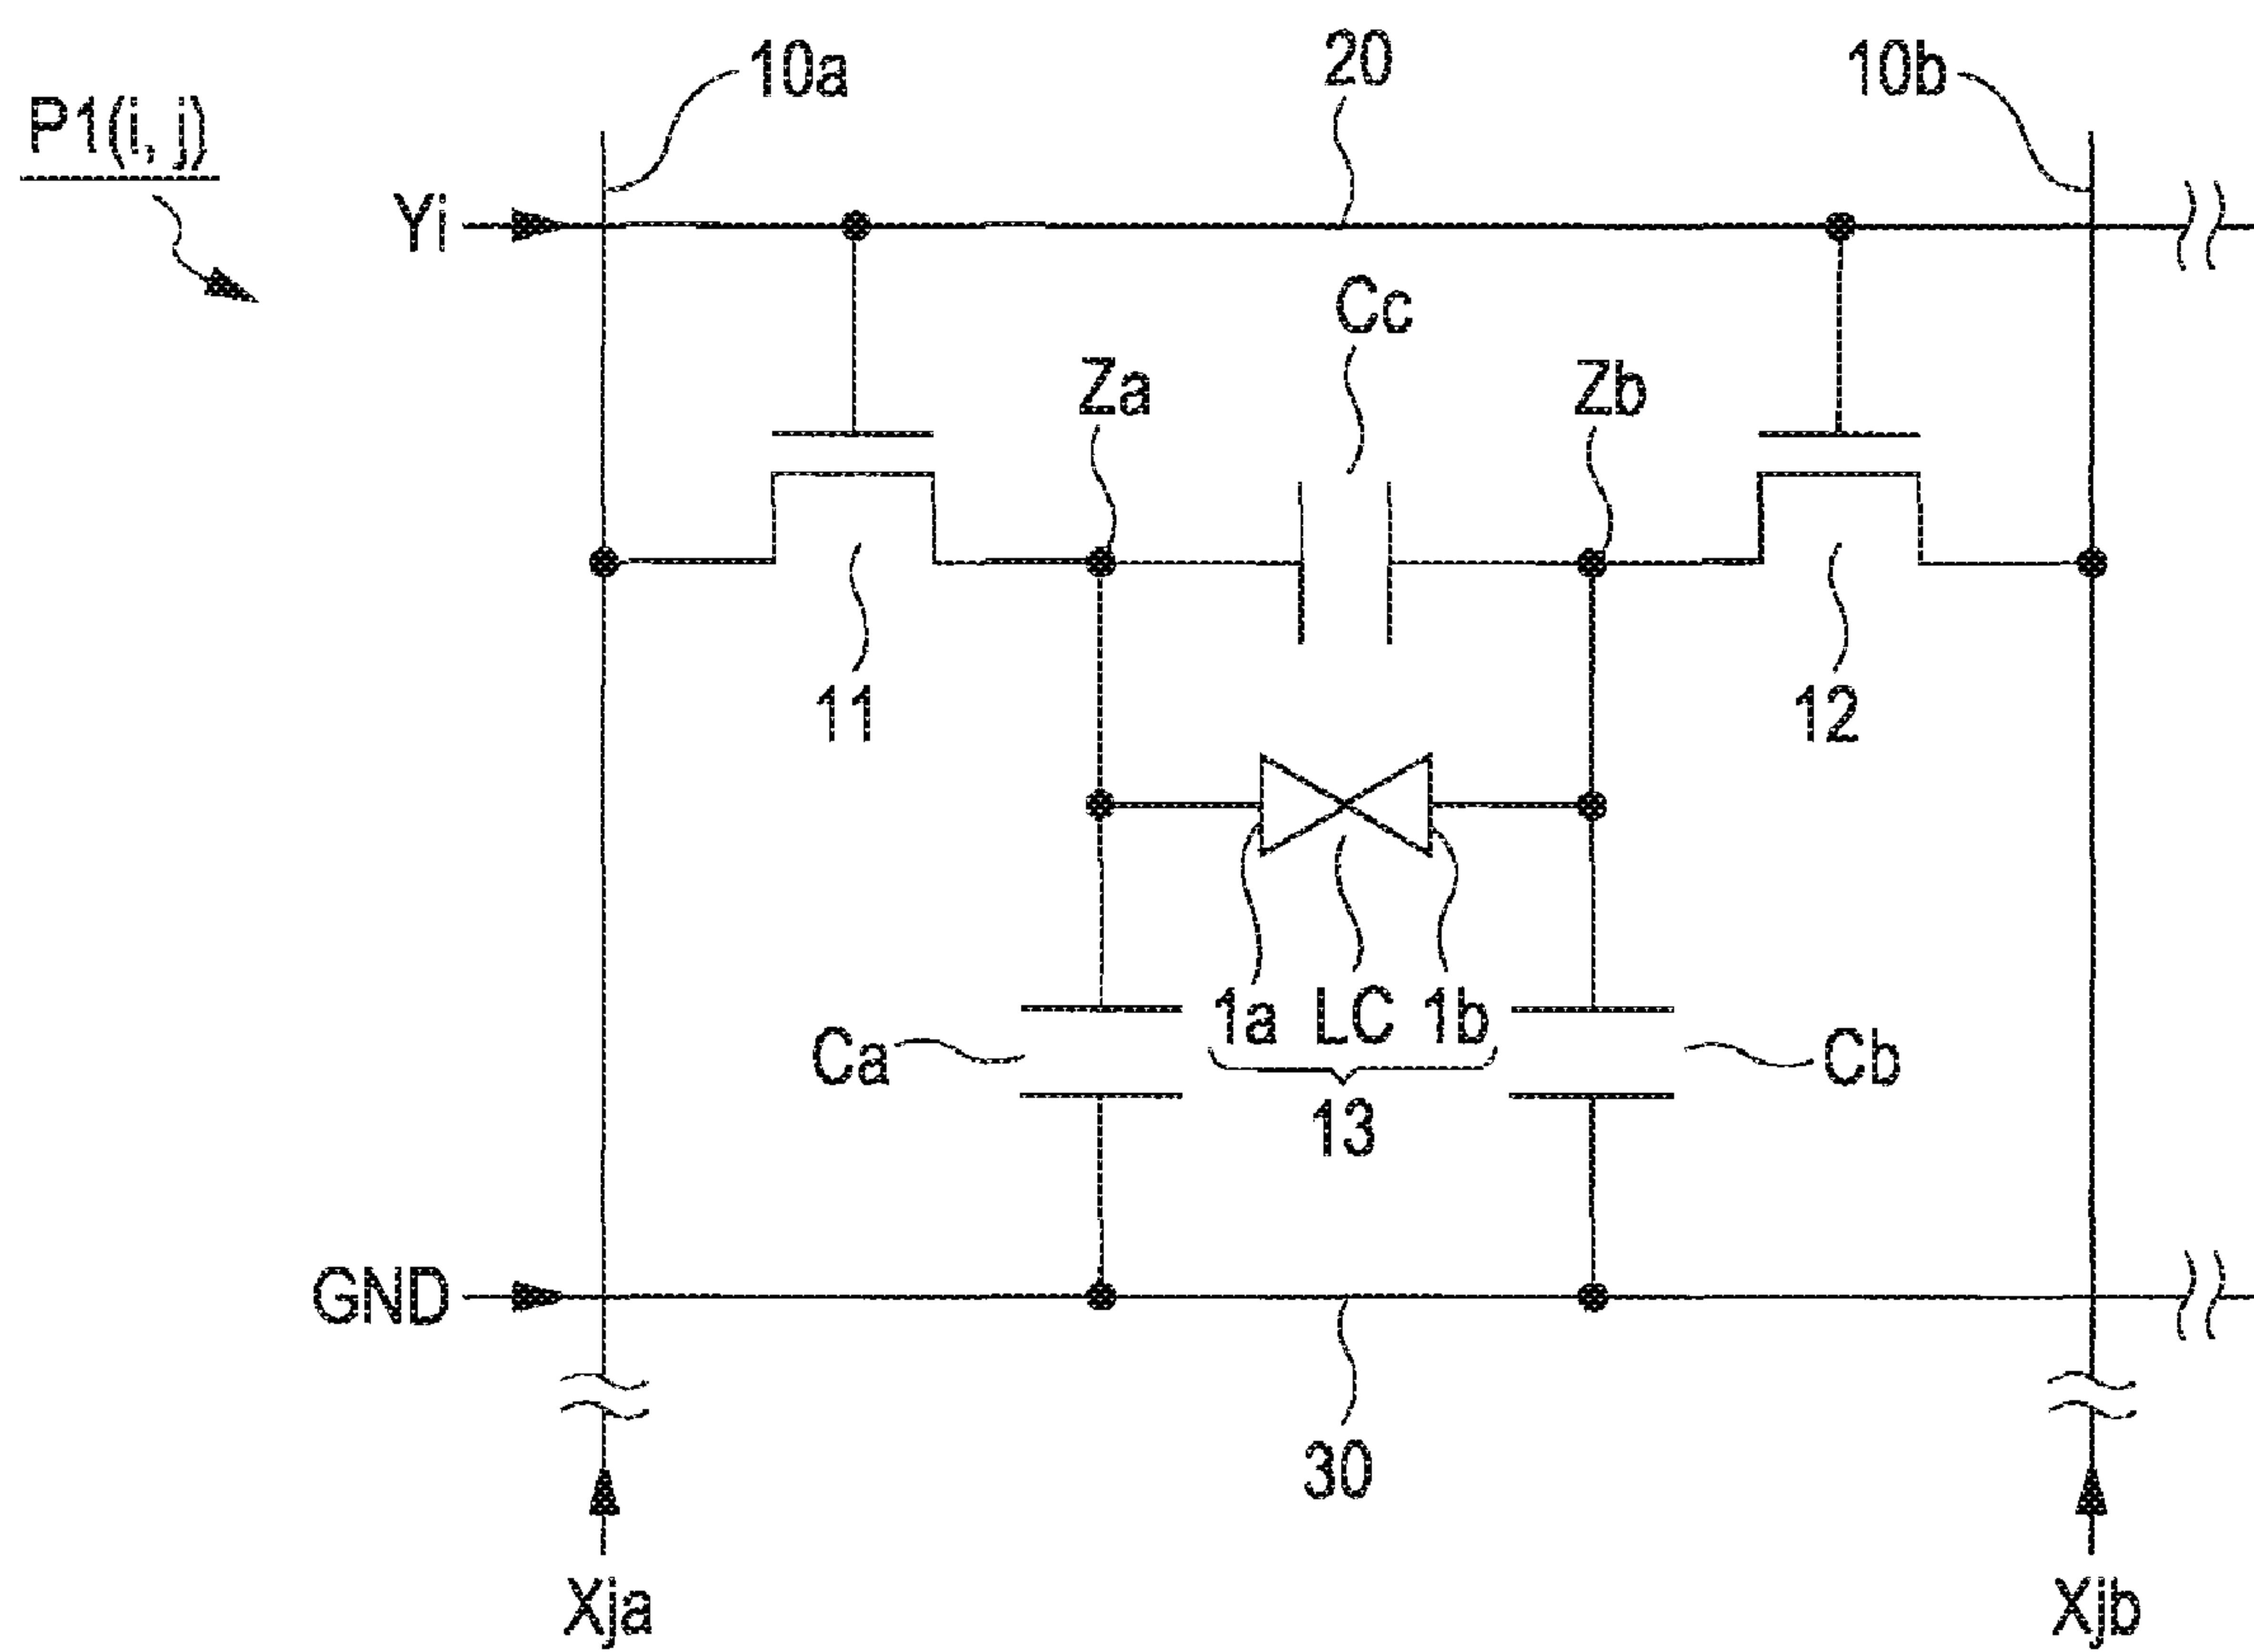 10a
20
10b
P1(i, j)
Yi
Cc
Za
Zb
11
12
1a LC 1b
Ca
Cb
13
GND
30
Xja
Xjb